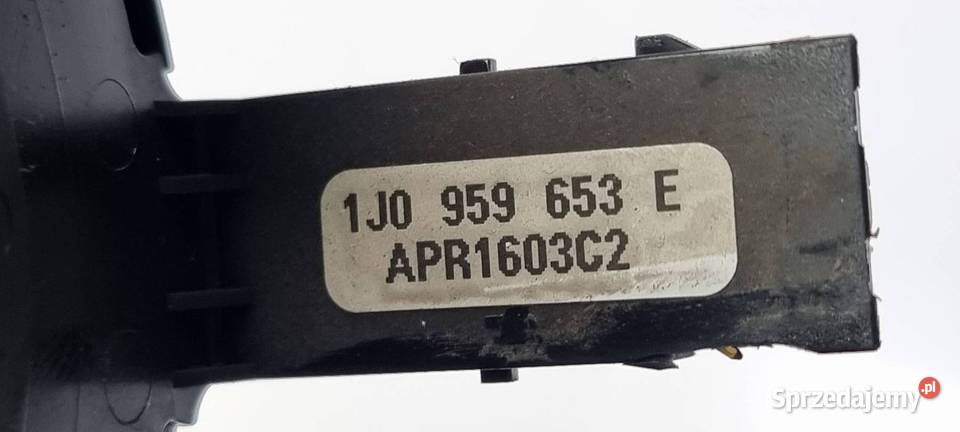 1J0 959 653 E
APR1603C2
Sprzedajemy.pl